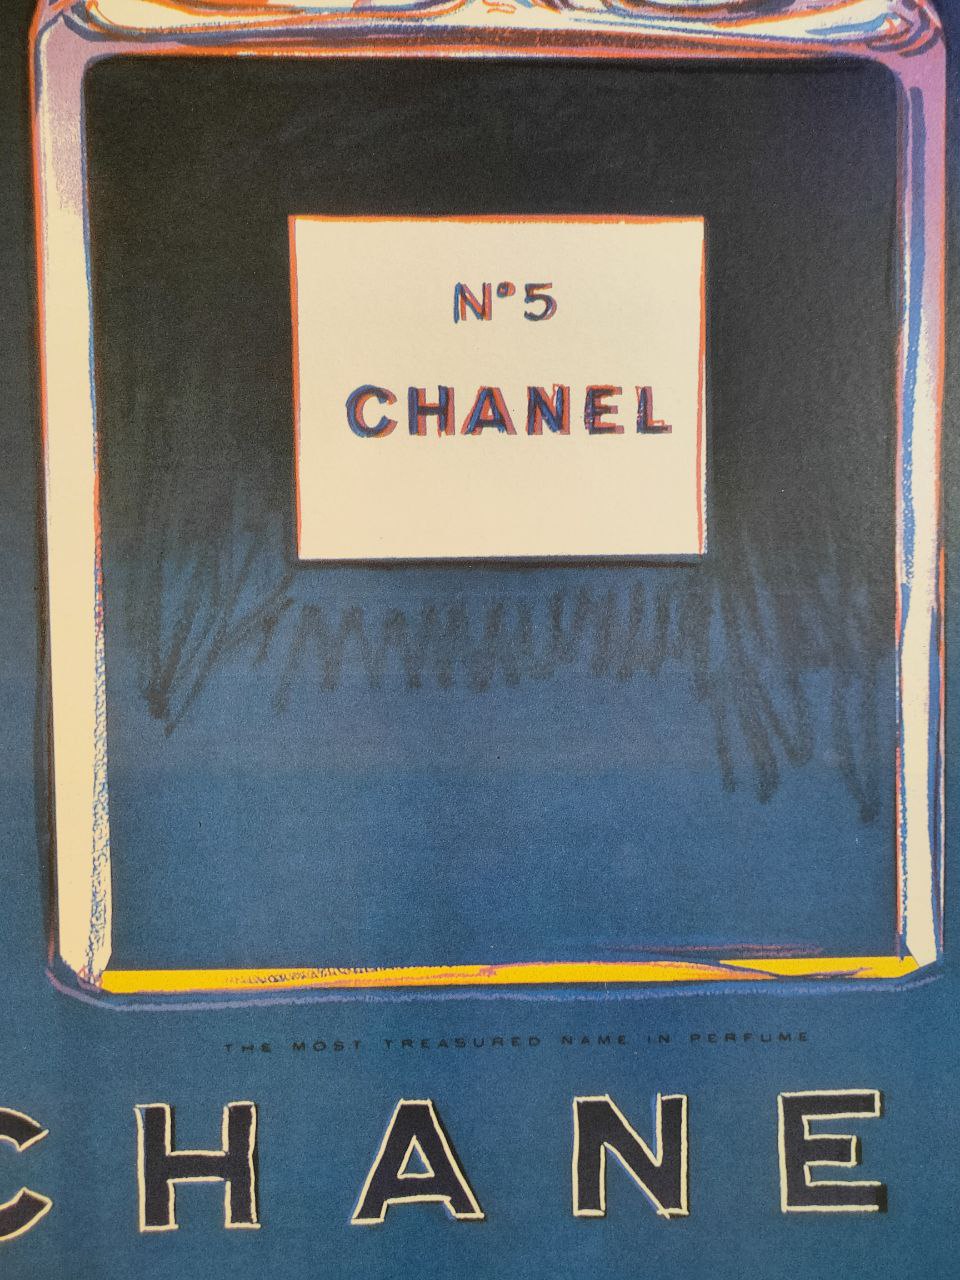 N°5
CHANEL
THE MOST TREASURED NAME IN PERFUME
CHANE